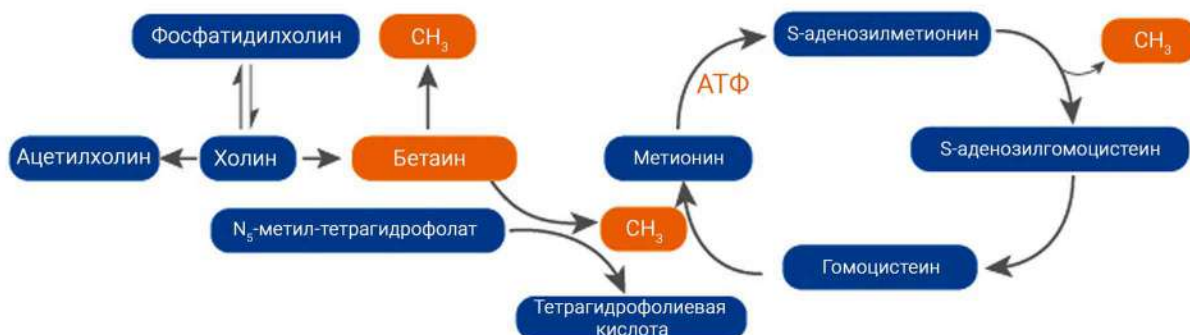 Фосфатидилхолин
CH₃
S-аденозилметионин
CH₃
АТФ
Ацетилхолин
Холин
Бетаин
Метионин
S-аденозилгомоцистеин
N₅-метил-тетрагидрофолат
CH₃
Гомоцистеин
Тетрагидрофолиевая
кислота